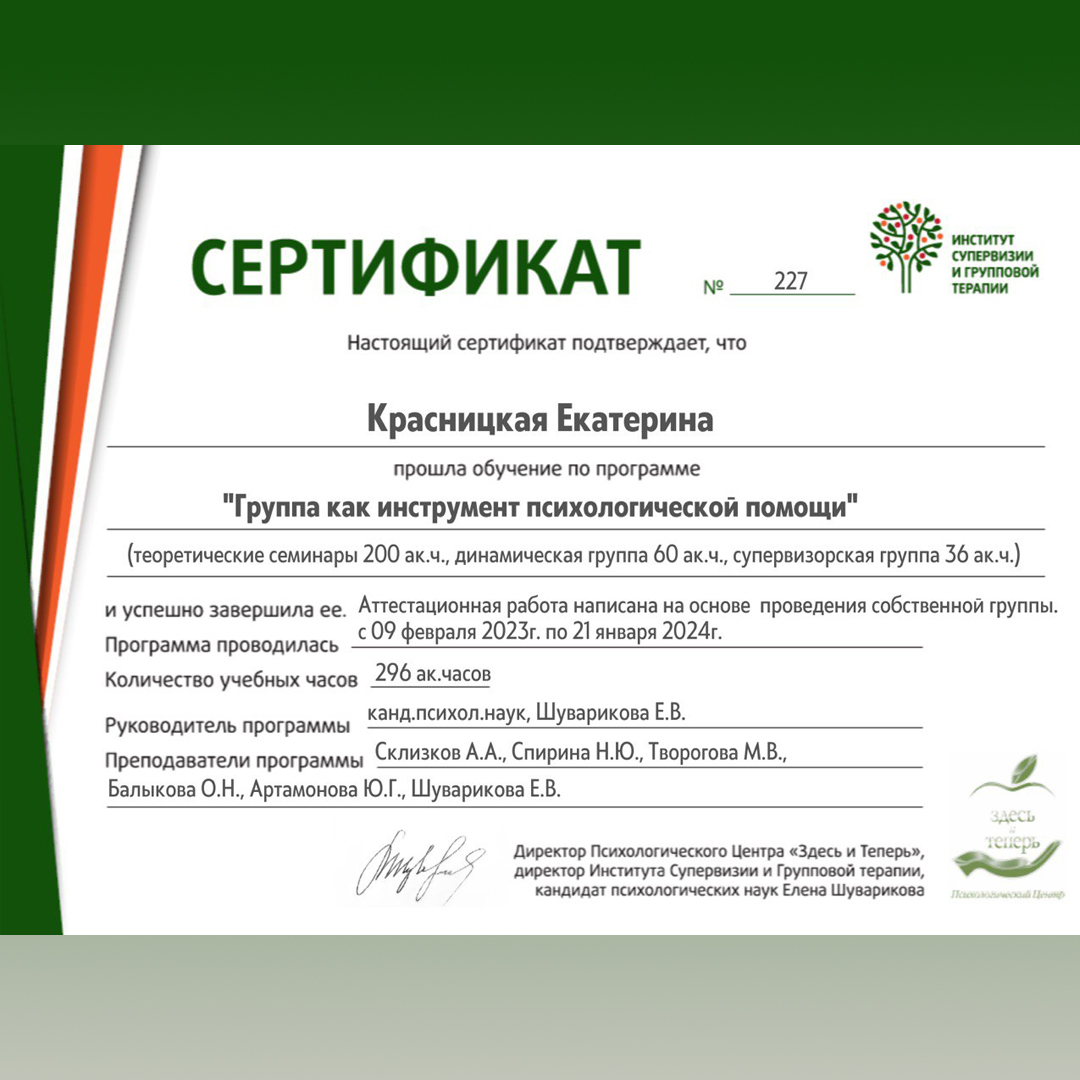 СЕРТИФИКАТ
№ 227
ИНСТИТУТ
СУПЕРВИЗИИ
И ГРУППОВОЙ
ТЕРАПИИ
Настоящий сертификат подтверждает, что
Красницкая Екатерина
прошла обучение по программе
"Группа как инструмент психологической помощи"
(теоретические семинары 200 ак.ч., динамическая группа 60 ак.ч., супервизорская группа 36 ак.ч.)
и успешно завершила ее. Аттестационная работа написана на основе проведения собственной группы.
Программа проводилась с 09 февраля 2023г. по 21 января 2024г.
Количество учебных часов 296 ак.часов
Руководитель программы канд.психол.наук, Шуварикова Е.В.
Преподаватели программы Склизков А.А., Спирина Н.Ю., Творогова М.В.,
Балыкова О.Н., Артамонова Ю.Г., Шуварикова Е.В.
Директор Психологического Центра «Здесь и Теперь»,
директор Института Супервизии и Групповой терапии,
кандидат психологических наук Елена Шуварикова
здесь
и
теперь
Психологический Центр